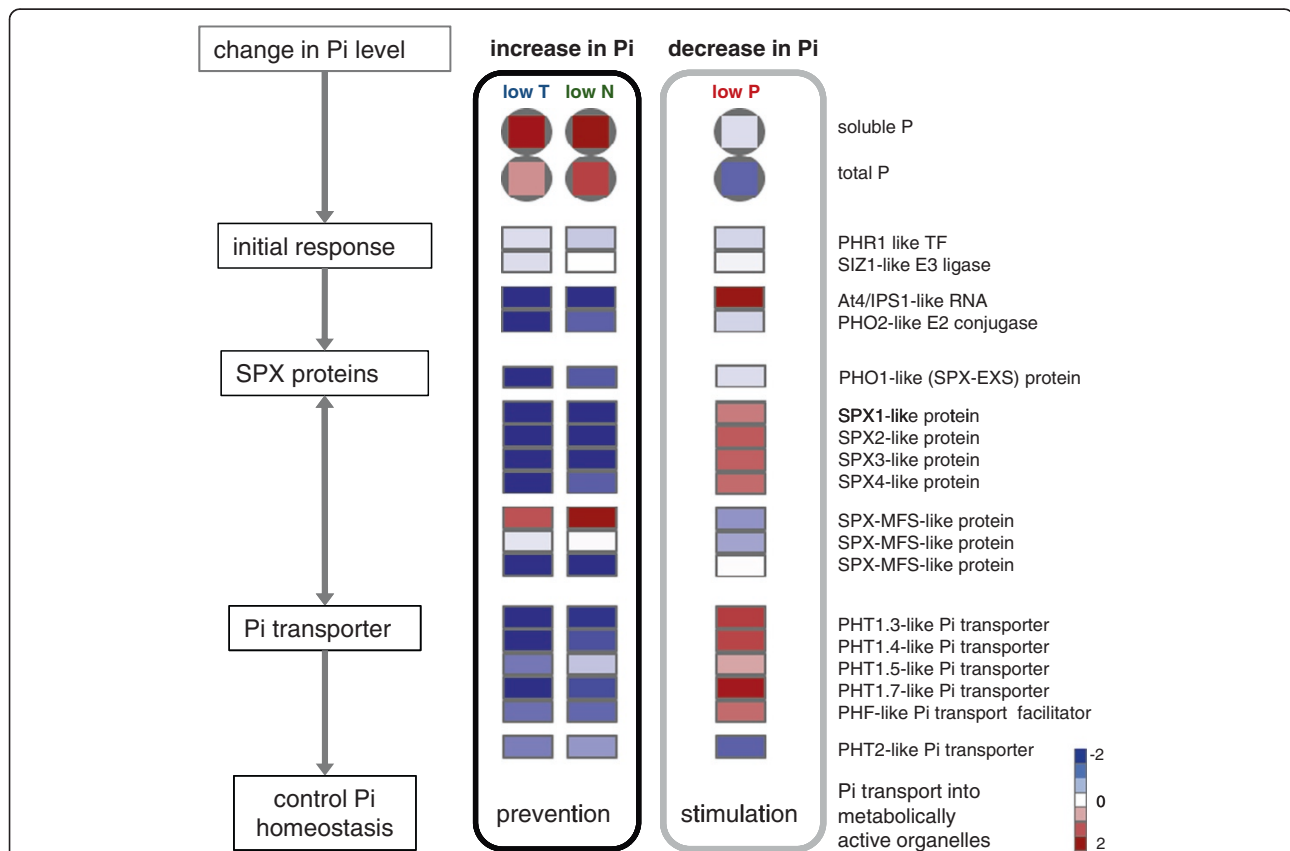 change in Pi level
increase in Pi
decrease in Pi
low T
low N
low P
soluble P
total P
initial response
PHR1 like TF
SIZ1-like E3 ligase
At4/IPS1-like RNA
PHO2-like E2 conjugase
SPX proteins
PHO1-like (SPX-EXS) protein
SPX1-like protein
SPX2-like protein
SPX3-like protein
SPX4-like protein
SPX-MFS-like protein
SPX-MFS-like protein
SPX-MFS-like protein
Pi transporter
PHT1.3-like Pi transporter
PHT1.4-like Pi transporter
PHT1.5-like Pi transporter
PHT1.7-like Pi transporter
PHF-like Pi transport facilitator
PHT2-like Pi transporter
control Pi
homeostasis
prevention
stimulation
Pi transport into
metabolically
active organelles
-2
0
2